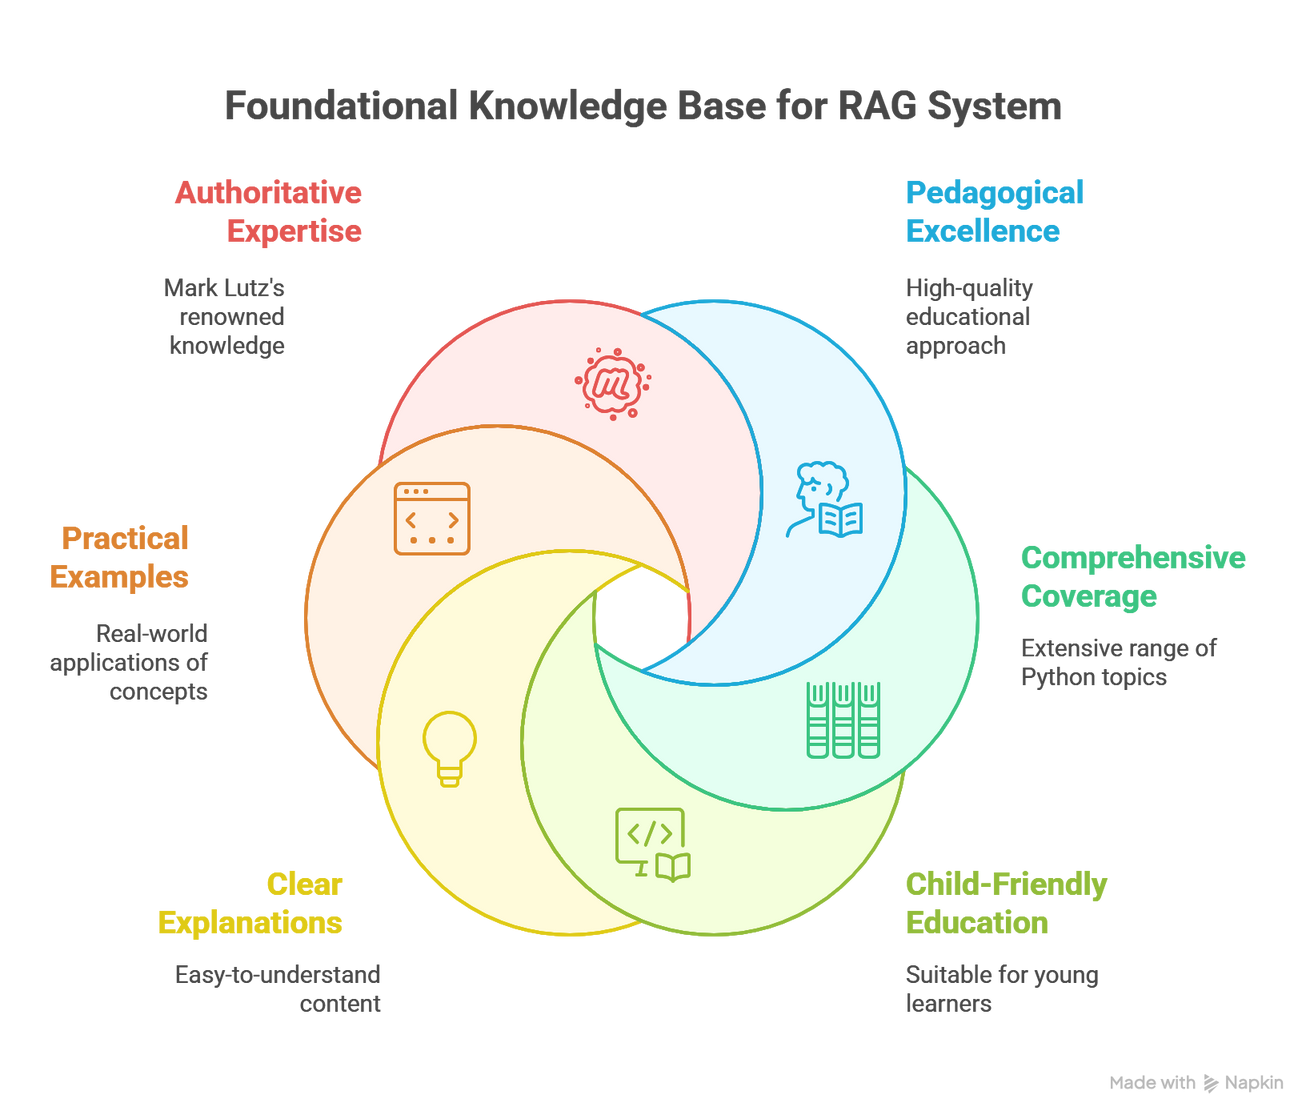 Foundational Knowledge Base for RAG System
Authoritative
Expertise
Mark Lutz's
renowned
knowledge
Pedagogical
Excellence
High-quality
educational
approach
Practical
Examples
Real-world
applications of
concepts
Comprehensive
Coverage
Extensive range of
Python topics
Clear
Explanations
Easy-to-understand
content
Child-Friendly
Education
Suitable for young
learners
Made with Napkin